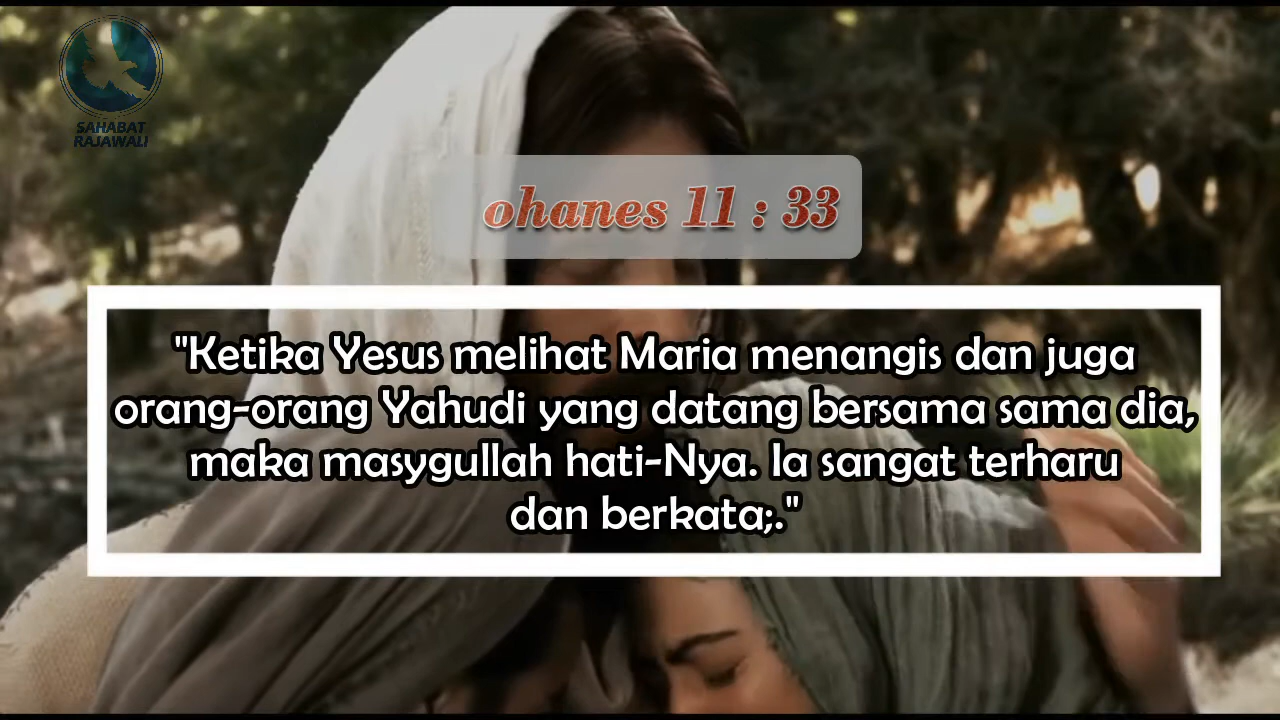 SAHABAT
RAJAWALI
ohanes 11 : 33
"Ketika Yesus melihat Maria menangis dan juga
orang-orang Yahudi yang datang bersama sama dia,
maka masygullah hati-Nya. Ia sangat terharu
dan berkata;."